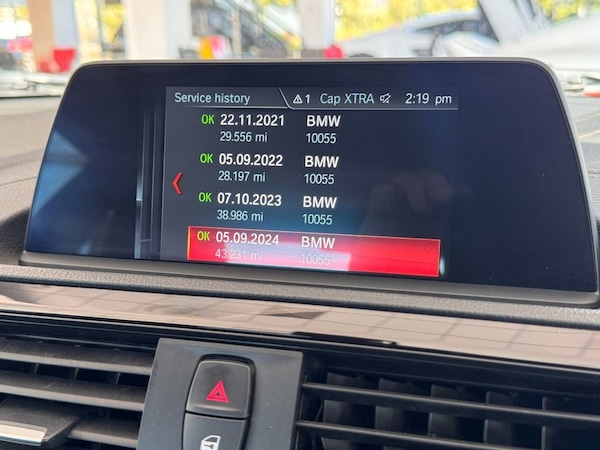 Service history
1 Cap XTRA 2:19 pm
OK 22.11.2021 BMW
29.556 mi 10055
OK 05.09.2022 BMW
28.197 mi 10055
OK 07.10.2023 BMW
38.986 mi 10055
OK 05.09.2024 BMW
43.231 mi 10055